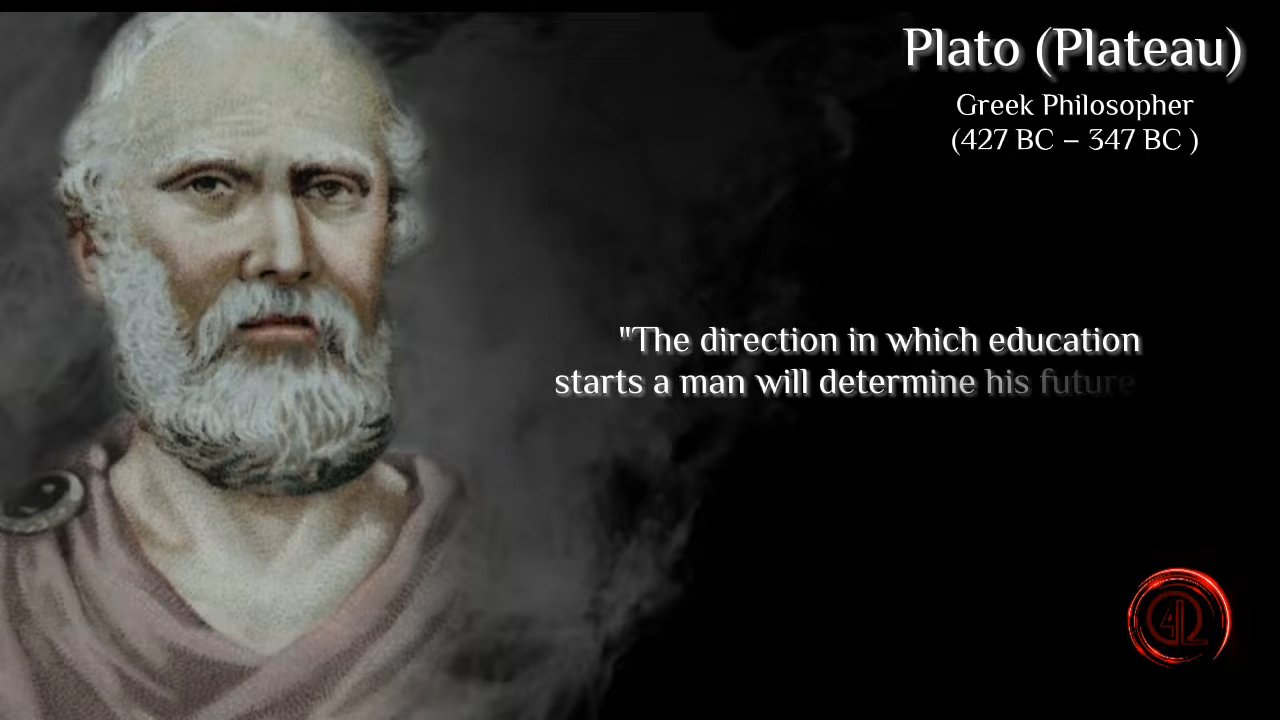 Plato (Plateau)
Greek Philosopher
(427 BC – 347 BC )
"The direction in which education
starts a man will determine his future